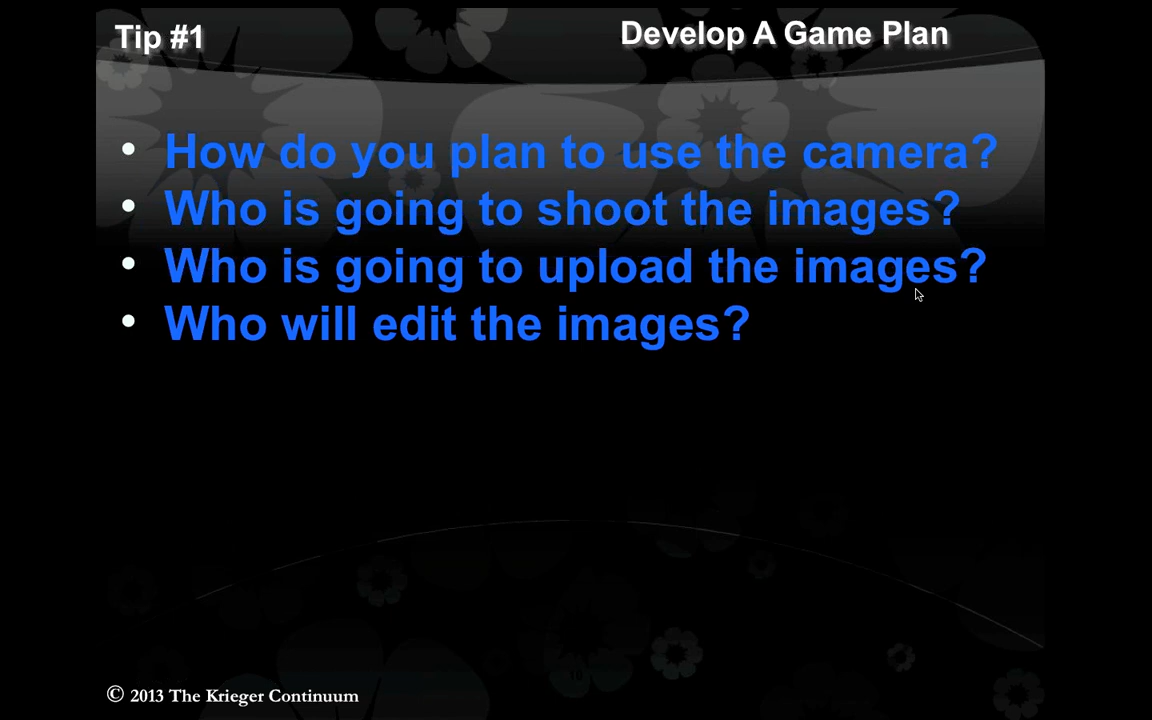 Tip #1
Develop A Game Plan
• How do you plan to use the camera?
• Who is going to shoot the images?
• Who is going to upload the images?
• Who will edit the images?
10
© 2013 The Krieger Continuum